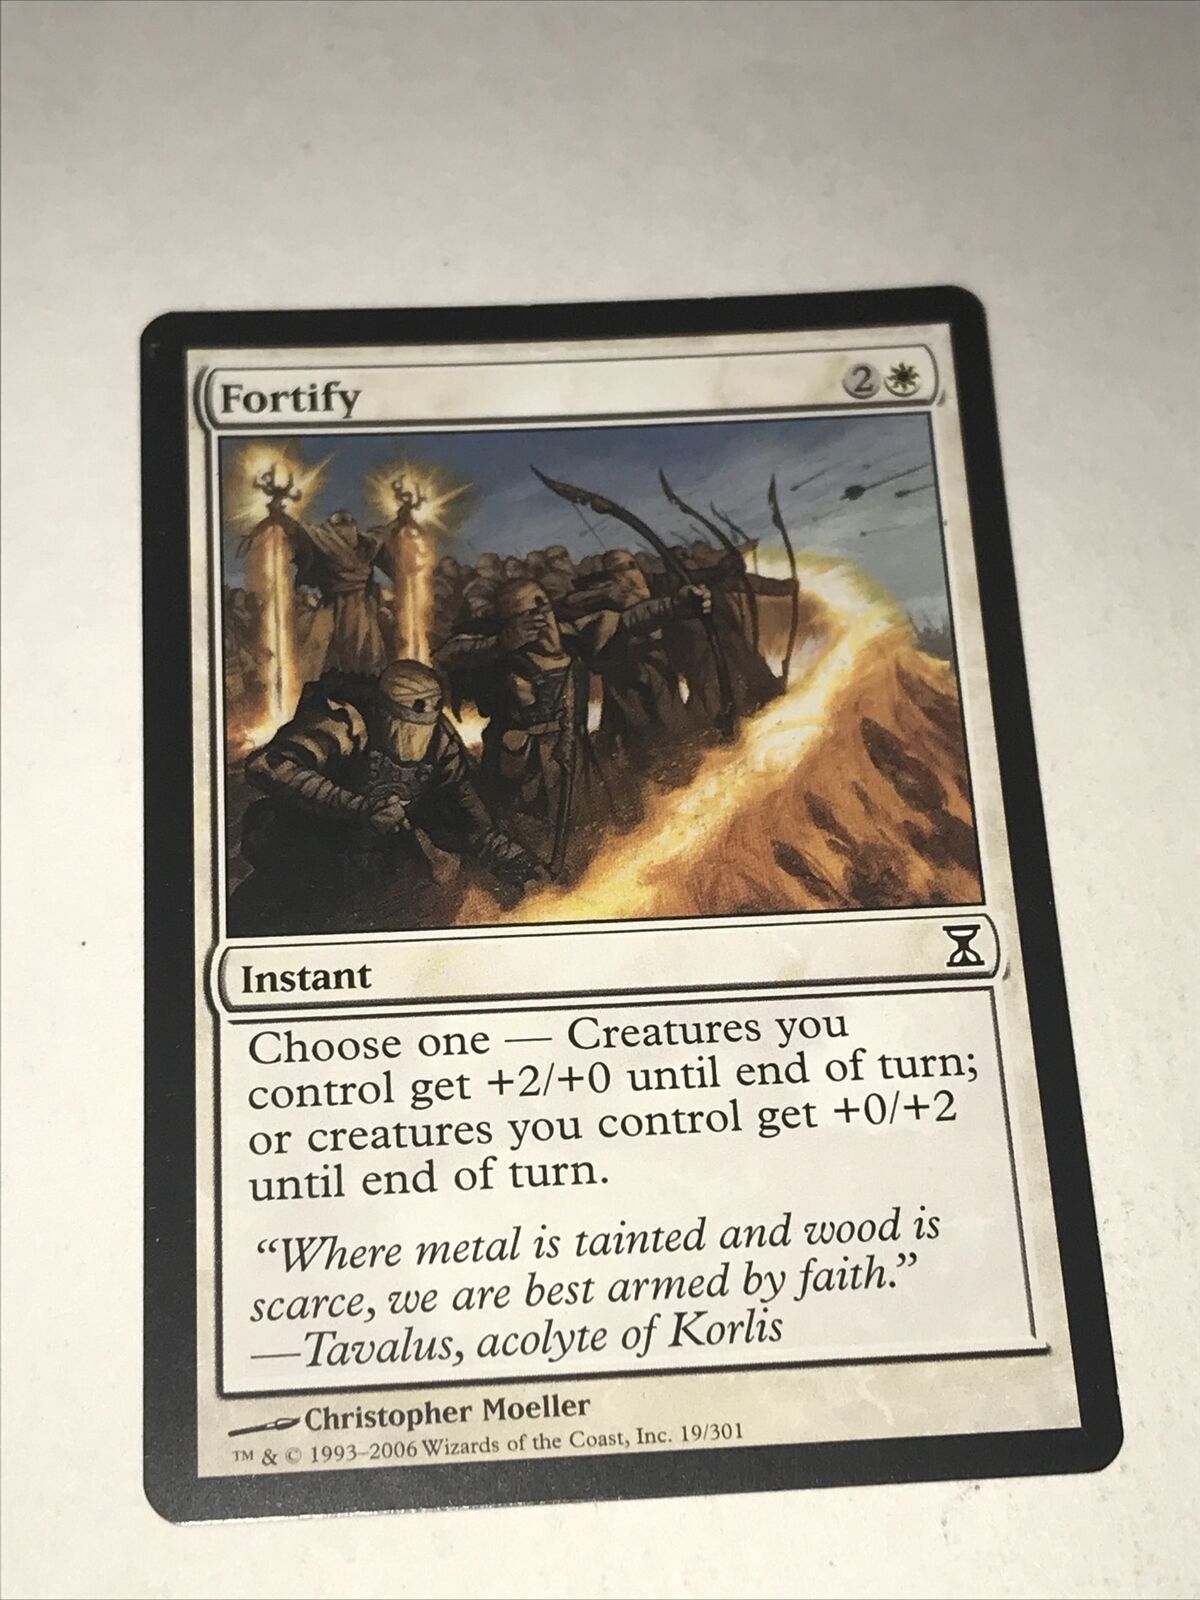 Fortify 2
Instant
Choose one — Creatures you
control get +2/+0 until end of turn;
or creatures you control get +0/+2
until end of turn.
“Where metal is tainted and wood is
scarce, we are best armed by faith.”
—Tavalus, acolyte of Korlis
Christopher Moeller
™ & © 1993–2006 Wizards of the Coast, Inc. 19/301